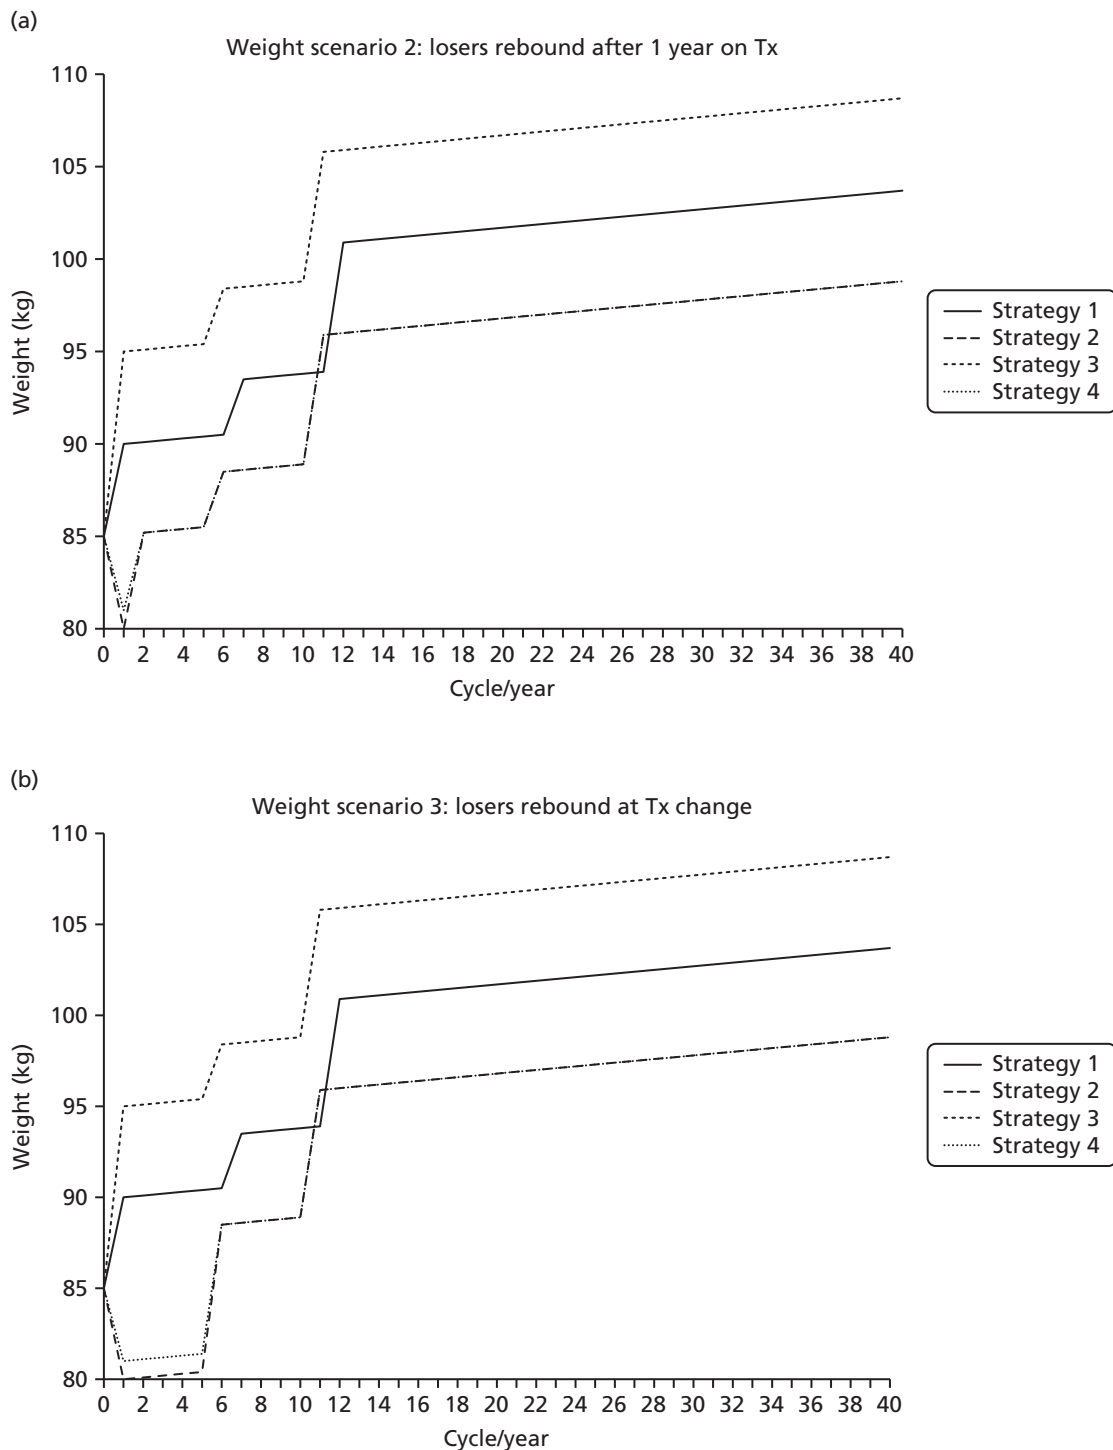 (a)
Weight scenario 2: losers rebound after 1 year on Tx
110
105
100
95
90
85
80
Weight (kg)
0 2 4 6 8 10 12 14 16 18 20 22 24 26 28 30 32 34 36 38 40
Cycle/year
Strategy 1
Strategy 2
Strategy 3
Strategy 4
(b)
Weight scenario 3: losers rebound at Tx change
110
105
100
95
90
85
80
Weight (kg)
0 2 4 6 8 10 12 14 16 18 20 22 24 26 28 30 32 34 36 38 40
Cycle/year
Strategy 1
Strategy 2
Strategy 3
Strategy 4